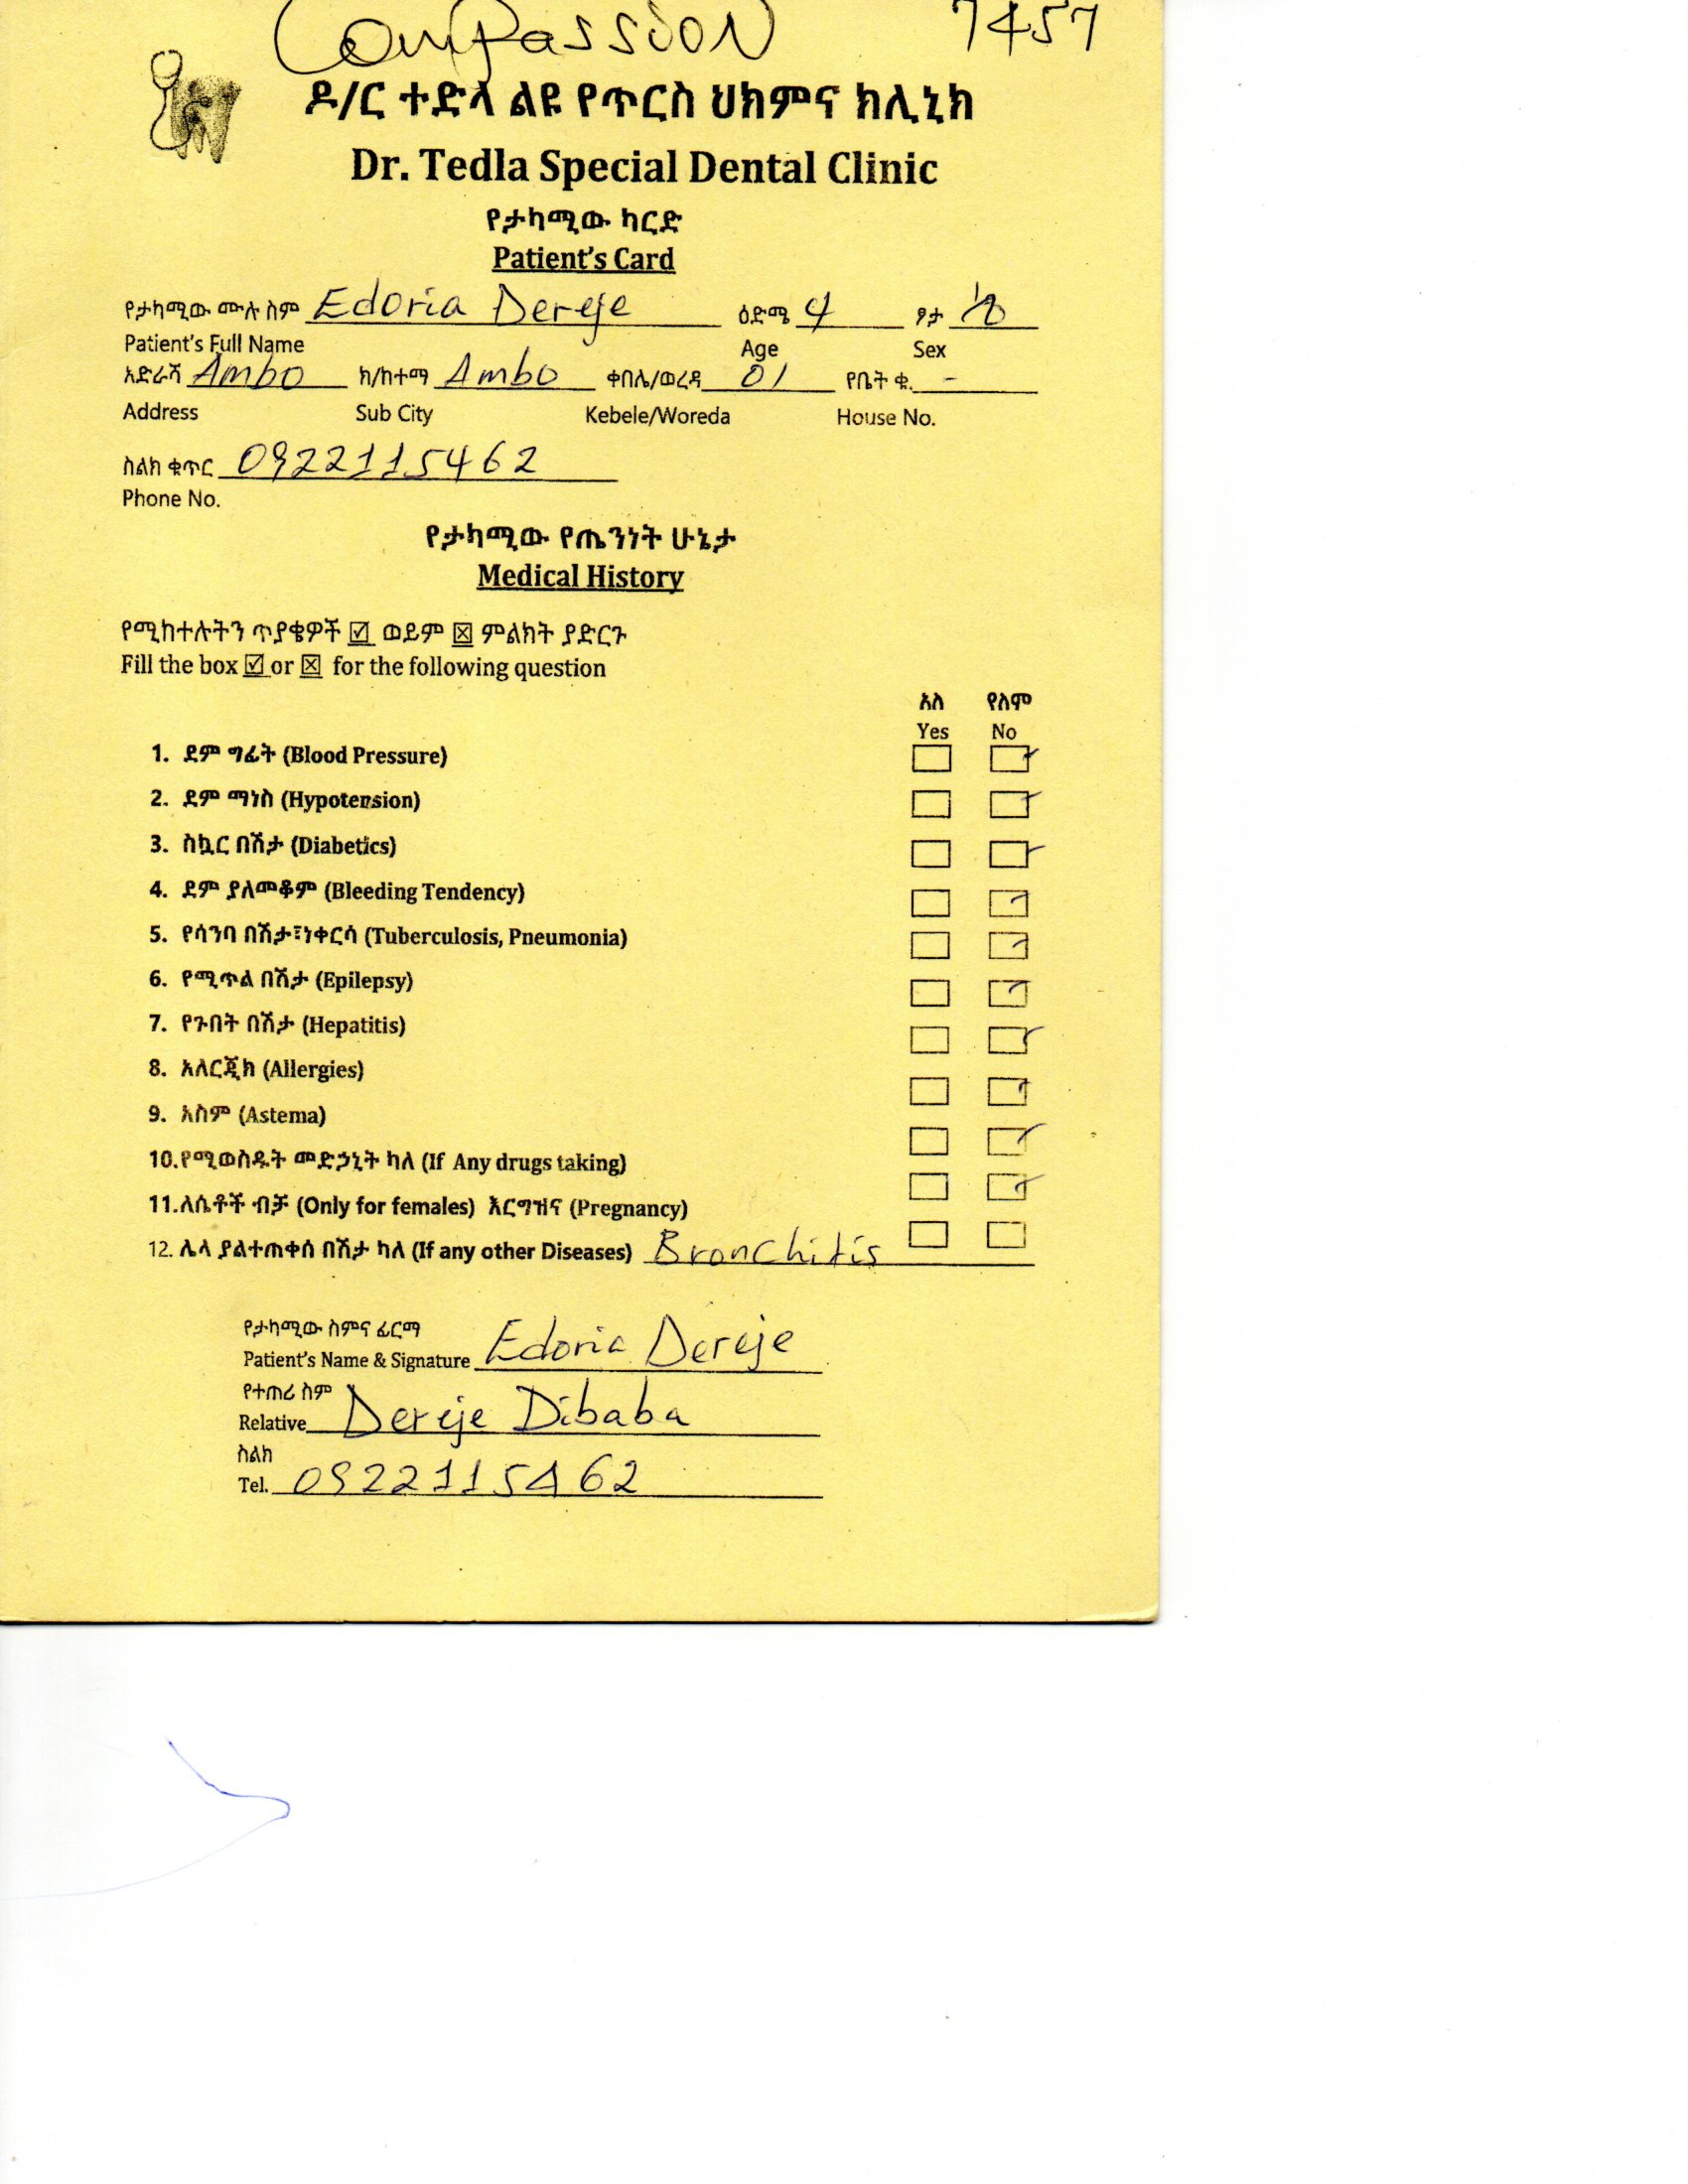 Compassion 7457
ዶ/ር ተድላ ልዩ የጥርስ ህክምና ክሊኒክ
Dr. Tedla Special Dental Clinic
የታካሚው ካርድ
Patient's Card
የታካሚው ሙሉ ስም Edoria Dereje ዕድሜ 4 ፆታ
Patient's Full Name Age Sex
አድራሻ Ambo ክ/ከተማ Ambo ቀበሌ/ወረዳ 01 የቤት ቁ. -
Address Sub City Kebele/Woreda House No.
ስልክ ቁጥር 0922115462
Phone No.
የታካሚው የጤንነት ሁኔታ
Medical History
የሚከተሉትን ጥያቄዎች ☑ ወይም ☒ ምልክት ያድርጉ
Fill the box ☑ or ☒ for the following question
አለ የለም
Yes No
1. ደም ግፊት (Blood Pressure)
2. ደም ማነስ (Hypotension)
3. ስኳር በሽታ (Diabetics)
4. ደም ያለመቆም (Bleeding Tendency)
5. የሳንባ በሽታ፣ነቀርሳ (Tuberculosis, Pneumonia)
6. የሚጥል በሽታ (Epilepsy)
7. የጉበት በሽታ (Hepatitis)
8. አለርጂክ (Allergies)
9. አስም (Astema)
10.የሚወስዱት መድኃኒት ካለ (If Any drugs taking)
11.ለሴቶች ብቻ (Only for females) እርግዝና (Pregnancy)
12. ሌላ ያልተጠቀሰ በሽታ ካለ (If any other Diseases) Bronchitis
የታካሚው ስምና ፊርማ
Patient's Name & Signature Edoria Dereje
የተጠሪ ስም
Relative Dereje Dibaba
ስልክ
Tel. 0922115462